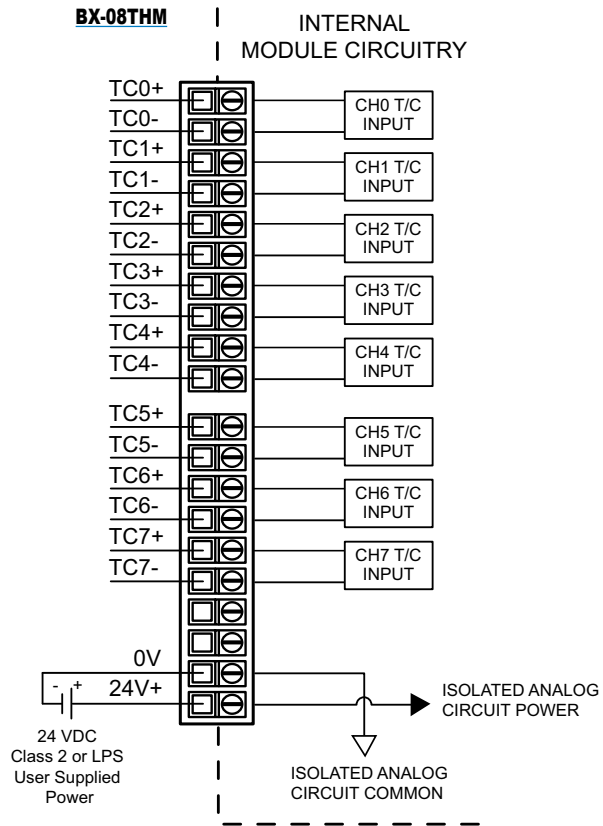 BX-08THM
INTERNAL
MODULE CIRCUITRY
TC0+
TC0-
CH0 T/C
INPUT
TC1+
TC1-
CH1 T/C
INPUT
TC2+
TC2-
CH2 T/C
INPUT
TC3+
TC3-
CH3 T/C
INPUT
TC4+
TC4-
CH4 T/C
INPUT
TC5+
TC5-
CH5 T/C
INPUT
TC6+
TC6-
CH6 T/C
INPUT
TC7+
TC7-
CH7 T/C
INPUT
0V
24V+
- +
24 VDC
Class 2 or LPS
User Supplied
Power
ISOLATED ANALOG
CIRCUIT POWER
ISOLATED ANALOG
CIRCUIT COMMON